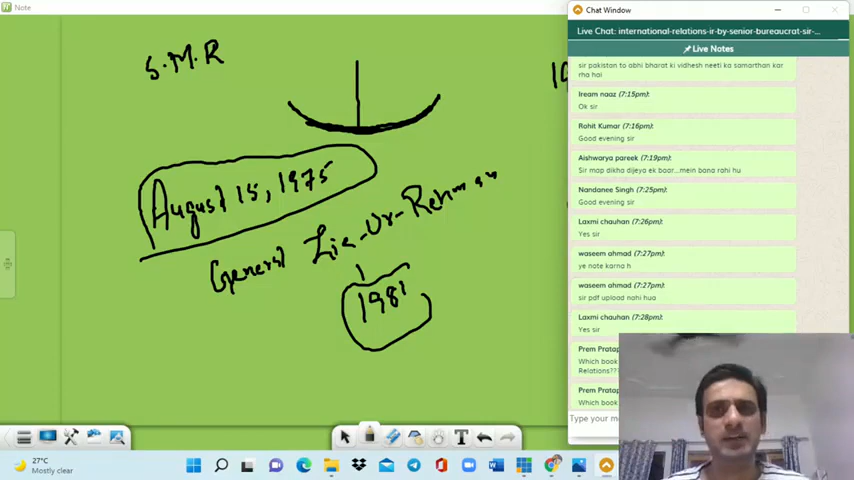 Note
S.M.R
19
August 15, 1975
General Zia-Ur-Rehman
1981
Chat Window
Live Chat: international-relations-ir-by-senior-bureaucrat-sir-...
Live Notes
sir pakistan to abhi bharat ki vidhesh neeti ka samarthan kar
rha hai
Iream naaz (7:15pm):
Ok sir
Rohit Kumar (7:16pm):
Good evening sir
Aishwarya pareek (7:19pm):
Sir map dikha dijyea ek baar...mein bana rahi hu
Nandanee Singh (7:25pm):
Good evening sir
Laxmi chauhan (7:26pm):
Yes sir
waseem ahmad (7:27pm):
ye note karna h
waseem ahmad (7:27pm):
sir pdf upload nahi hua
Laxmi chauhan (7:28pm):
Yes sir
Prem Pratap
Which book
Relations???
Prem Pratap
Which book
Type your m
27°C
Mostly clear